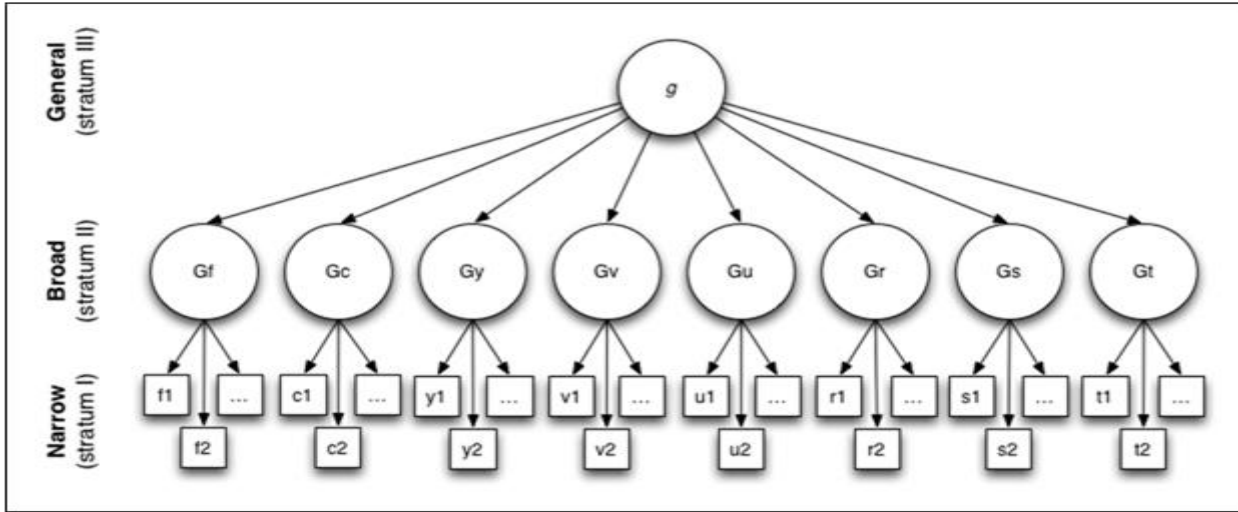 General
(stratum III)
g
Broad
(stratum II)
Gf Gc Gy Gv Gu Gr Gs Gt
Narrow
(stratum I)
f1 ... c1 ... y1 ... v1 ... u1 ... r1 ... s1 ... t1 ...
f2 c2 y2 v2 u2 r2 s2 t2